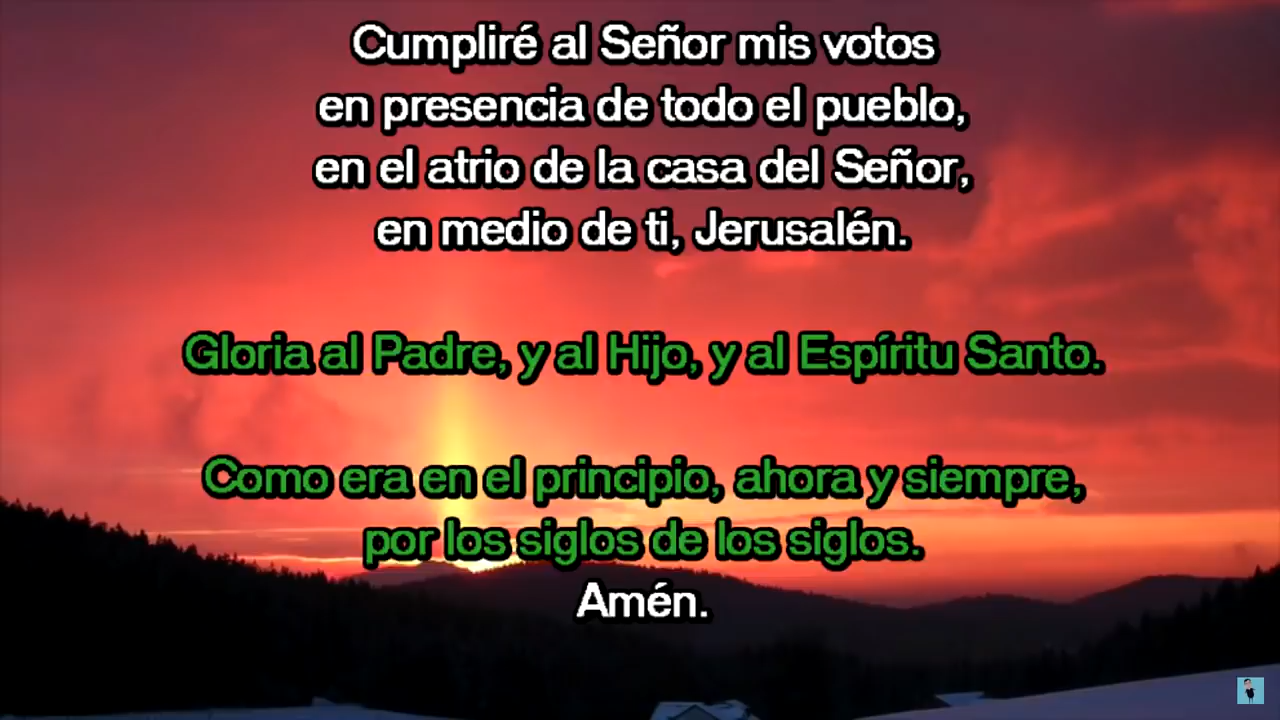 Cumpliré al Señor mis votos
en presencia de todo el pueblo,
en el atrio de la casa del Señor,
en medio de ti, Jerusalén.
Gloria al Padre, y al Hijo, y al Espíritu Santo.
Como era en el principio, ahora y siempre,
por los siglos de los siglos.
Amén.